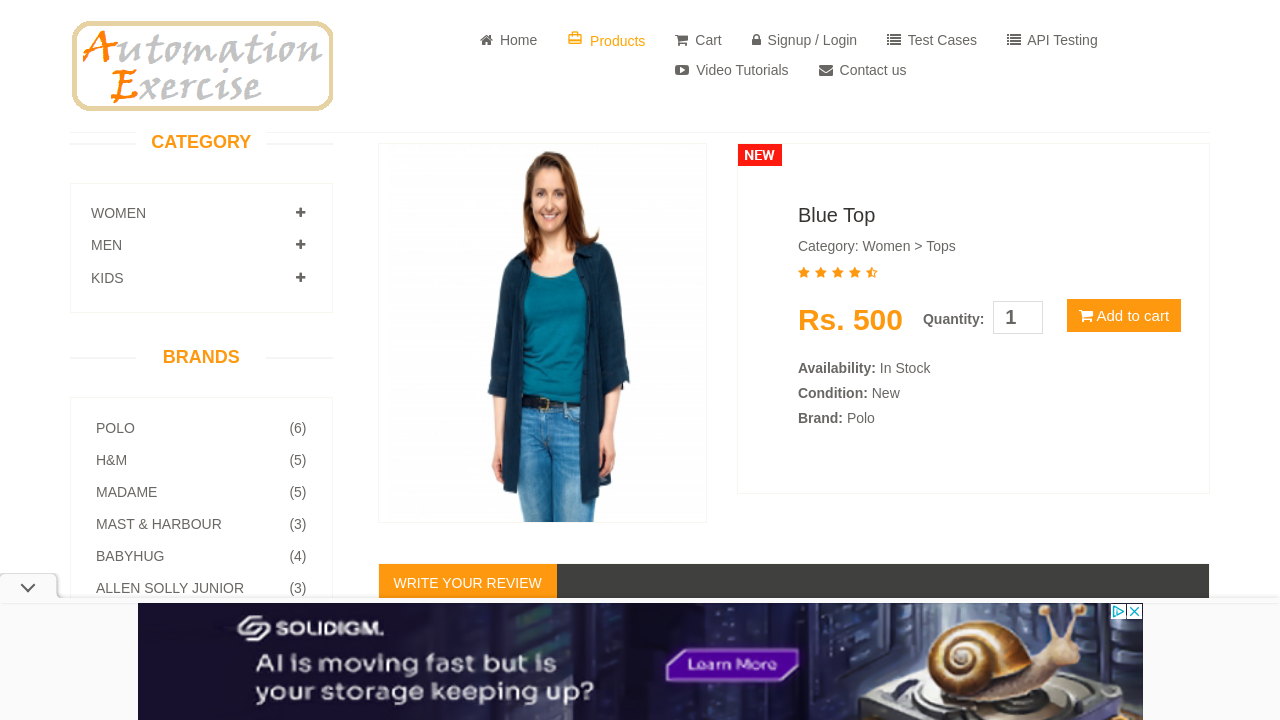 Automation
Exercise
Home
Products
Cart
Signup / Login
Test Cases
API Testing
Video Tutorials
Contact us
CATEGORY
WOMEN
MEN
KIDS
BRANDS
POLO (6)
H&M (5)
MADAME (5)
MAST & HARBOUR (3)
BABYHUG (4)
ALLEN SOLLY JUNIOR (3)
NEW
Blue Top
Category: Women > Tops
Rs. 500 Quantity: 1 Add to cart
Availability: In Stock
Condition: New
Brand: Polo
WRITE YOUR REVIEW
SOLIDIGM.
AI is moving fast but is
your storage keeping up?
Learn More